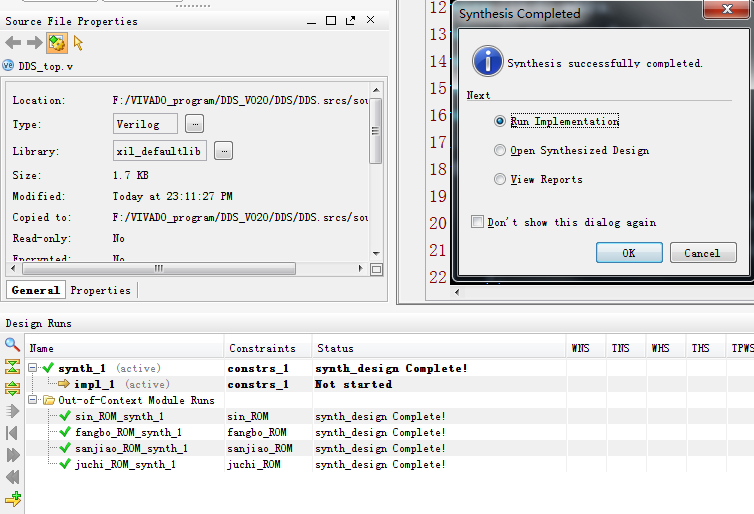 Source File Properties
DDS_top.v
Location: F:/VIVADO_program/DDS_V020/DDS/DDS.srcs/sou
Type: Verilog
Library: xil_defaultlib
Size: 1.7 KB
Modified: Today at 23:11:27 PM
Copied to: F:/VIVADO_program/DDS_V020/DDS/DDS.srcs/sou
Read-only: No
Encrypted: No
General Properties
12
13
14
15
16
17
18
19
20
21
22
Synthesis Completed
Synthesis successfully completed.
Next
Run Implementation
Open Synthesized Design
View Reports
Don't show this dialog again
OK Cancel
Design Runs
Name Constraints Status WNS TNS WHS THS TPWS
synth_1 (active) constrs_1 synth_design Complete!
impl_1 (active) constrs_1 Not started
Out-of-Context Module Runs
sin_ROM_synth_1 sin_ROM synth_design Complete!
fangbo_ROM_synth_1 fangbo_ROM synth_design Complete!
sanjiao_ROM_synth_1 sanjiao_ROM synth_design Complete!
juchi_ROM_synth_1 juchi_ROM synth_design Complete!